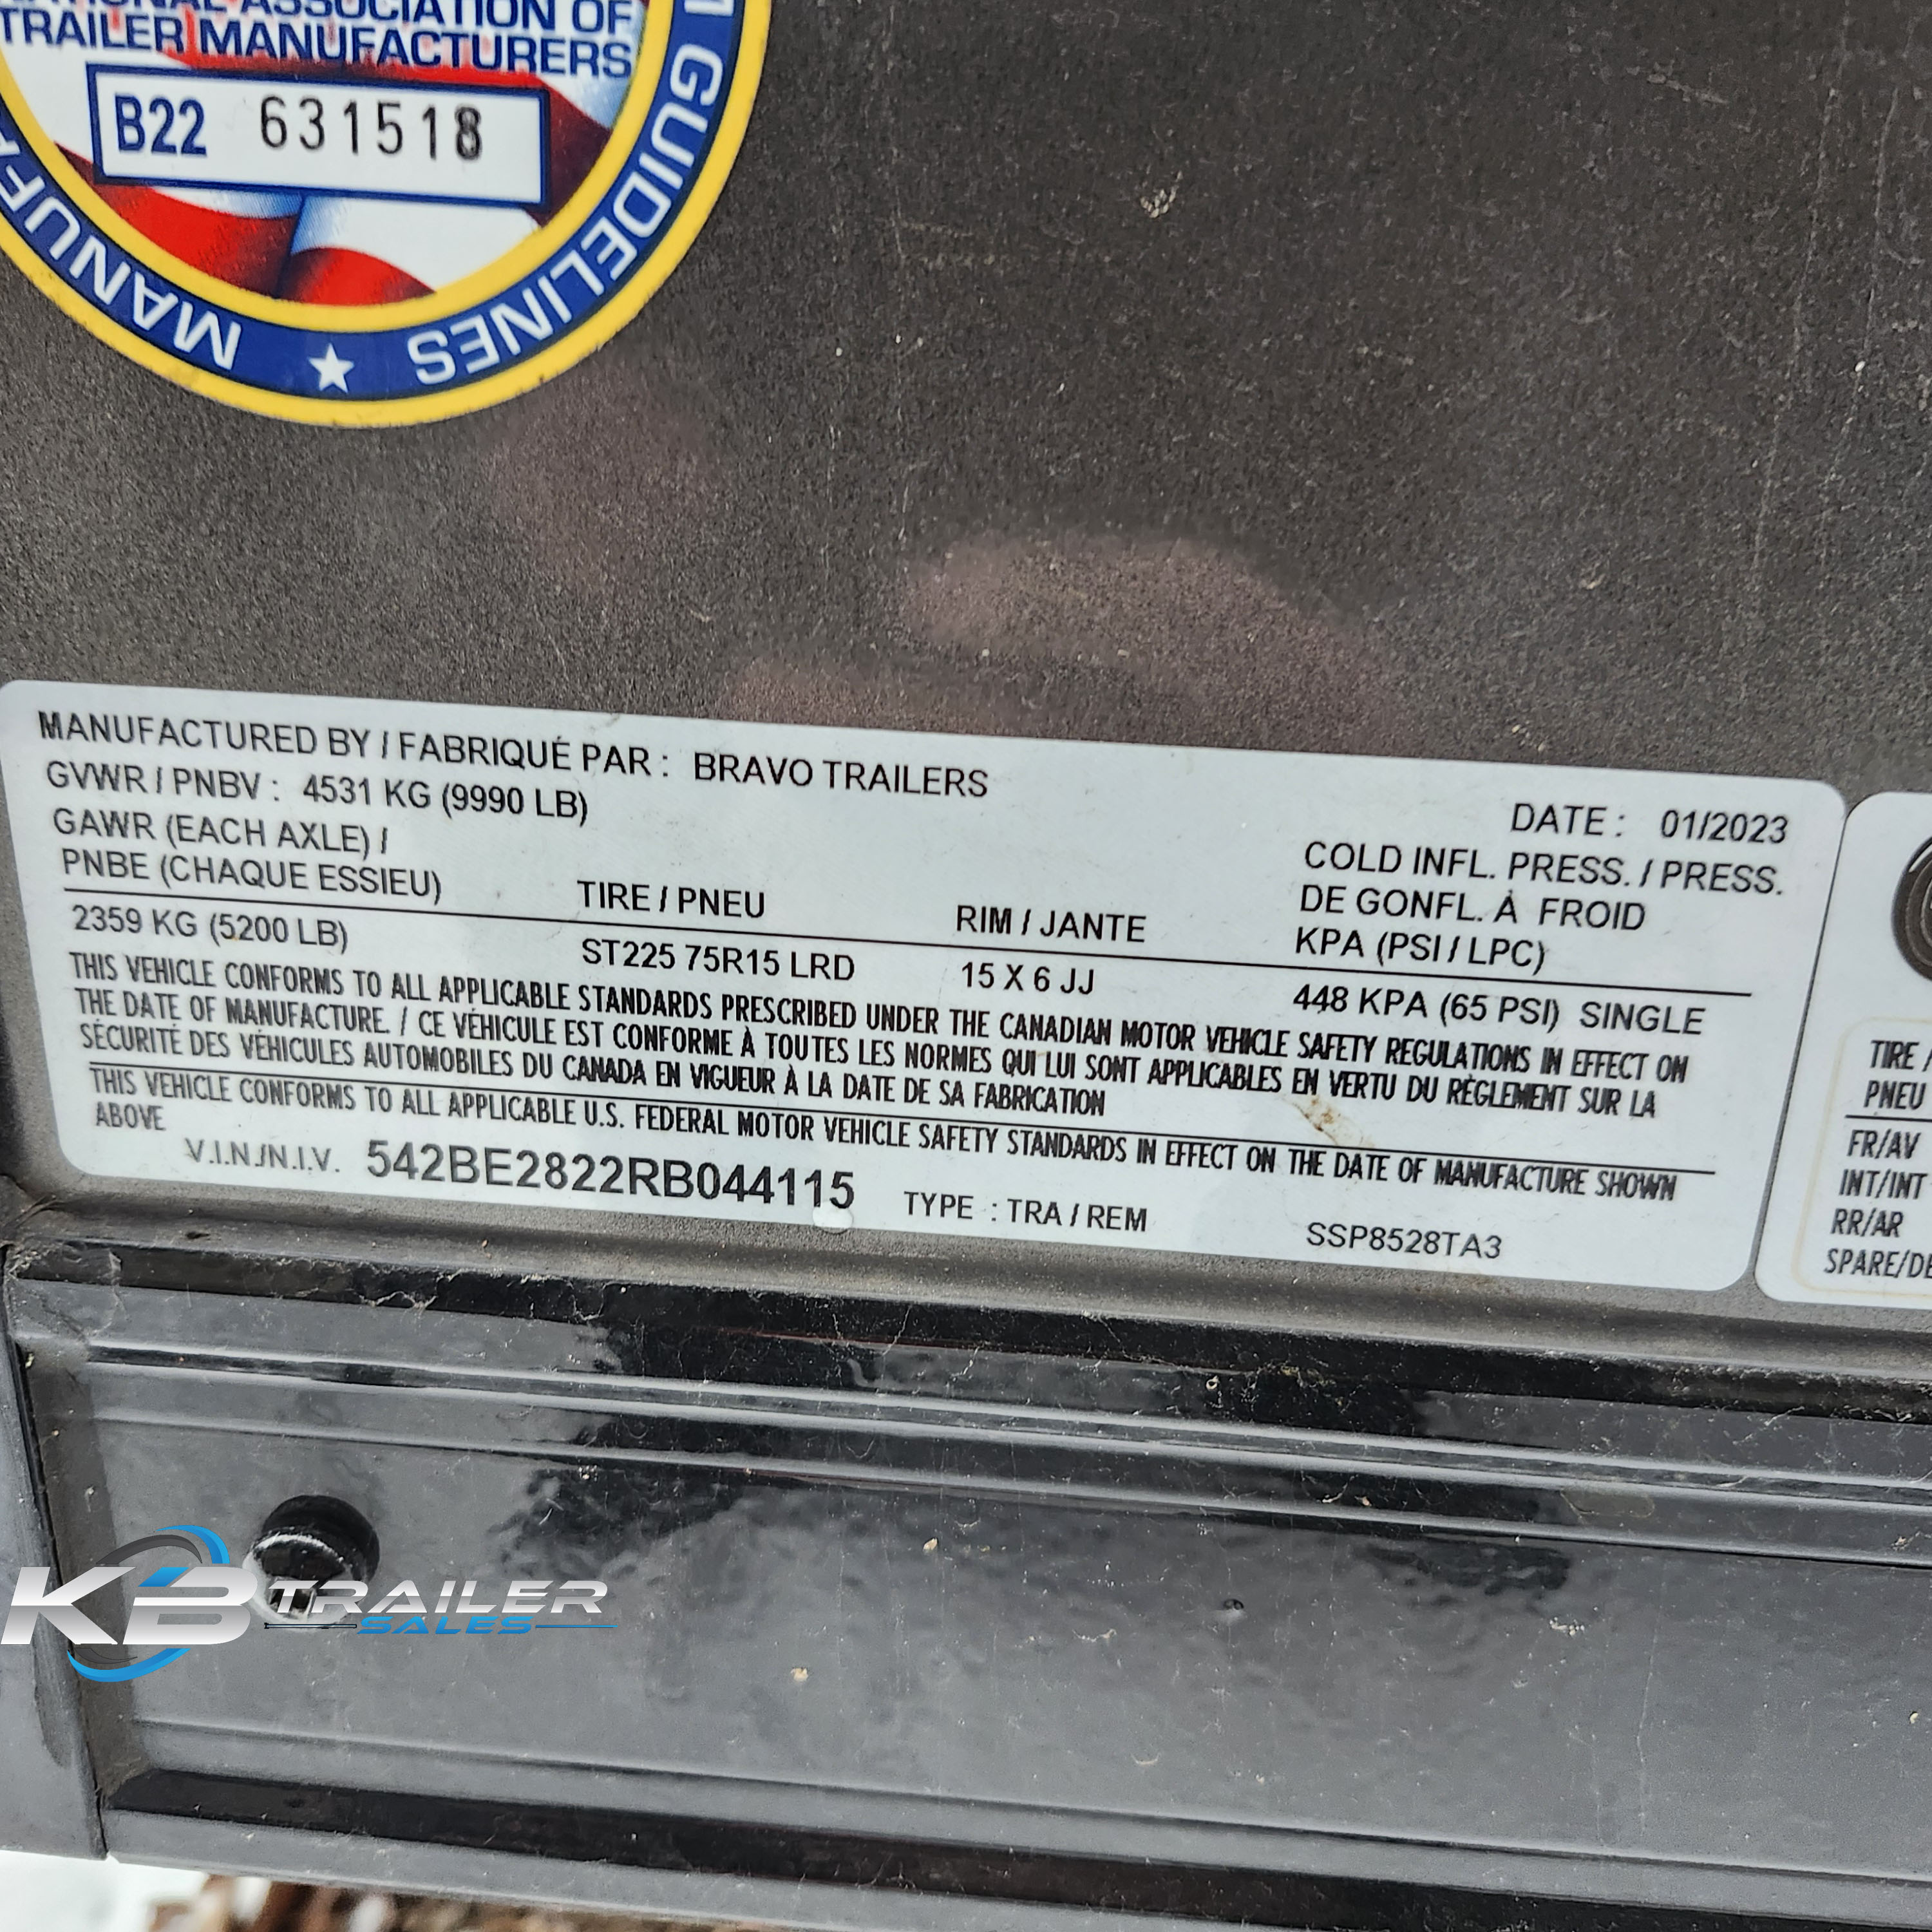 NATIONAL ASSOCIATION OF
TRAILER MANUFACTURERS
B22 631518
GUIDELINES ★
MANUFA
MANUFACTURED BY / FABRIQUÉ PAR : BRAVO TRAILERS
DATE : 01/2023
GVWR / PNBV : 4531 KG (9990 LB)
GAWR (EACH AXLE) /
PNBE (CHAQUE ESSIEU)
TIRE / PNEU
RIM / JANTE
COLD INFL. PRESS. / PRESS.
DE GONFL. À FROID
KPA (PSI / LPC)
2359 KG (5200 LB) ST225 75R15 LRD 15 X 6 JJ 448 KPA (65 PSI) SINGLE
THIS VEHICLE CONFORMS TO ALL APPLICABLE STANDARDS PRESCRIBED UNDER THE CANADIAN MOTOR VEHICLE SAFETY REGULATIONS IN EFFECT ON
THE DATE OF MANUFACTURE. / CE VÉHICULE EST CONFORME À TOUTES LES NORMES QUI LUI SONT APPLICABLES EN VERTU DU RÈGLEMENT SUR LA
SÉCURITÉ DES VÉHICULES AUTOMOBILES DU CANADA EN VIGUEUR À LA DATE DE SA FABRICATION
THIS VEHICLE CONFORMS TO ALL APPLICABLE U.S. FEDERAL MOTOR VEHICLE SAFETY STANDARDS IN EFFECT ON THE DATE OF MANUFACTURE SHOWN
ABOVE
V.I.N./N.I.V. 542BE2822RB044115 TYPE : TRA / REM SSP8528TA3
TIRE /
PNEU
FR/AV
INT/INT
RR/AR
SPARE/DE
KB TRAILER
SALES